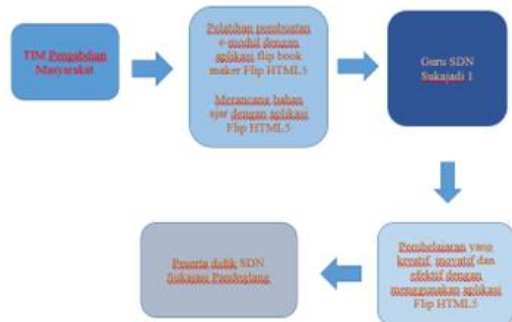 TIM Pengabdian
Masyarakat
Pelatihan pembuatan
e-modul dengan
aplikasi flip book
maker Flip HTML5
Merancang bahan
ajar dengan aplikasi
Flip HTML5
Guru SDN
Sukajadi 1
Pembelajaran yang
kreatif, inovatif dan
efektif dengan
menggunakan aplikasi
Flip HTML5
Peserta didik SDN
Pandeglang